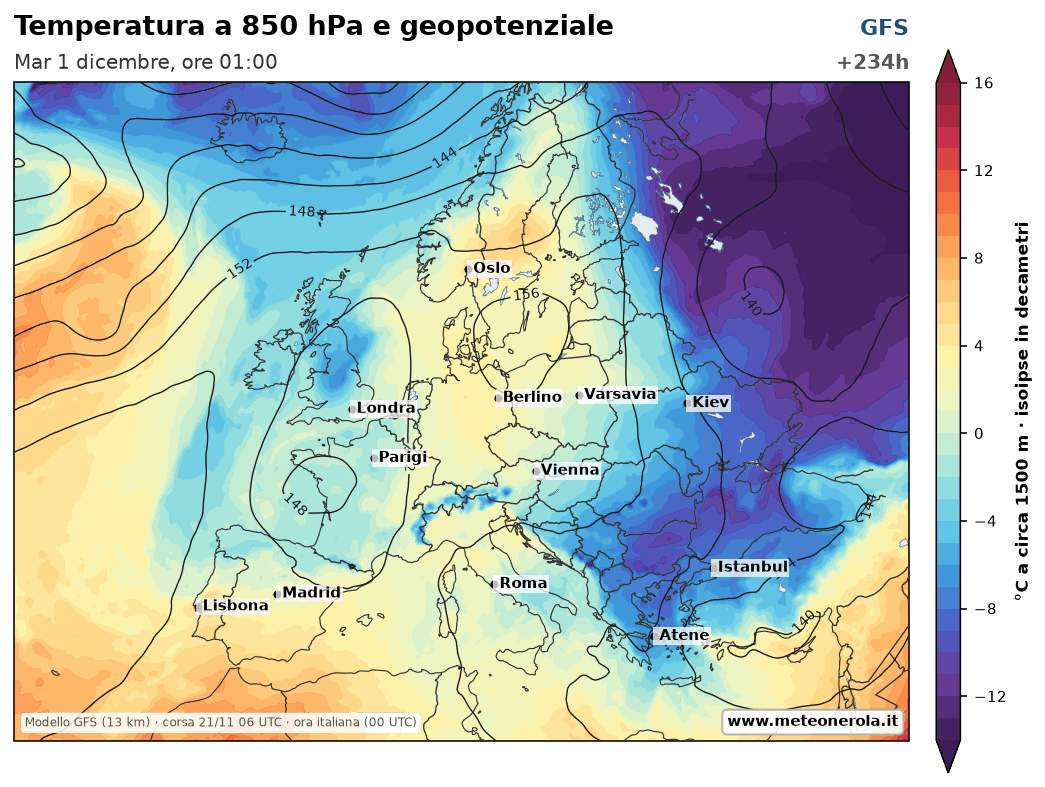 Temperatura a 850 hPa e geopotenziale
GFS
Mar 1 dicembre, ore 01:00
+234h
16
12
8
4
0
−4
−8
−12
°C a circa 1500 m · isoipse in decametri
144
148
152
Oslo
156
140
Berlino
Varsavia
Kiev
Londra
Parigi
Vienna
148
144
Istanbul
Roma
Madrid
Lisbona
140
Atene
Modello GFS (13 km) · corsa 21/11 06 UTC · ora italiana (00 UTC)
www.meteonerola.it